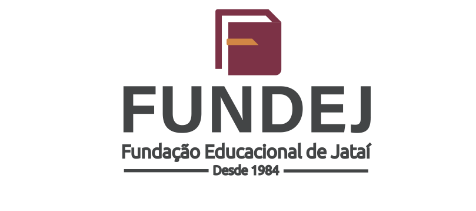 FUNDEJ
Fundação Educacional de Jataí
Desde 1984